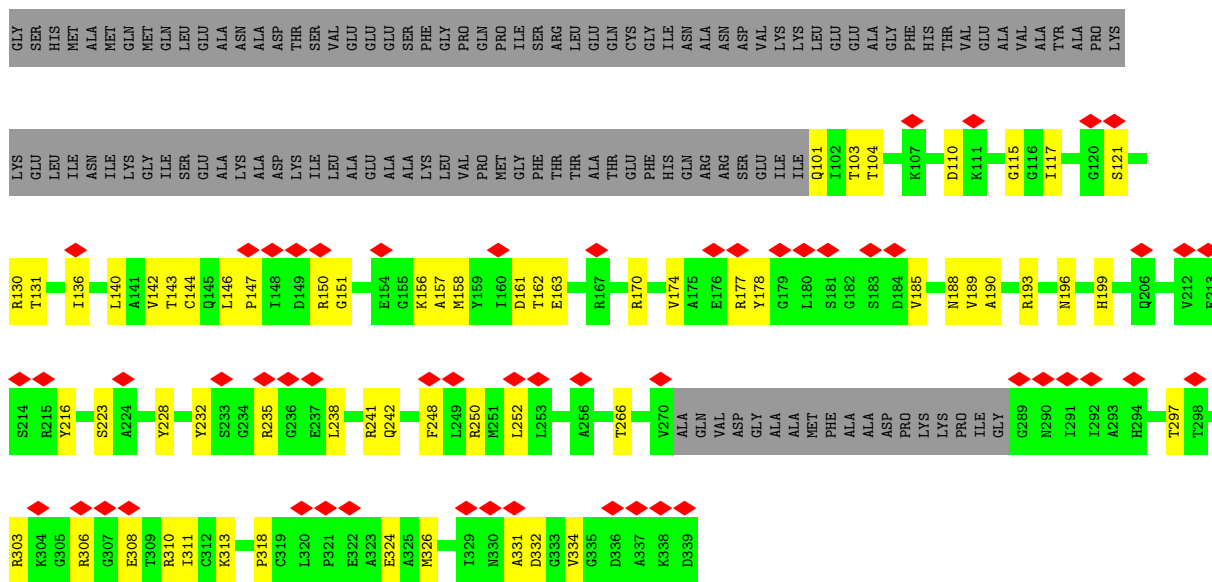 GLY SER HIS MET ALA MET GLN MET GLN LEU GLU ALA ASN ALA ASP THR SER VAL GLU GLU GLU SER PHE GLY PRO GLN PRO ILE SER ARG LEU GLU GLN CYS GLY ILE ASN ALA ASN ASP VAL LYS LYS LEU GLU GLU ALA GLY PHE HIS THR VAL GLU ALA VAL ALA TYR ALA PRO LYS
LYS GLU LEU ILE ASN ILE LYS GLY ILE SER GLU ALA LYS ALA ASP LYS ILE LEU ALA GLU ALA ALA LYS LEU VAL PRO MET GLY PHE THR THR ALA THR GLU PHE HIS GLN ARG ARG SER GLU ILE ILE Q101 I102 T103 T104 K107 D110 K111 G115 G116 I117 G120 S121
R130 T131 I136 L140 A141 V142 T143 C144 Q145 L146 P147 I148 D149 R150 G151 E154 G155 K156 A157 M158 Y159 I160 D161 T162 E163 R167 R170 V174 A175 E176 R177 Y178 G179 L180 S181 G182 S183 D184 V185 N188 V189 A190 R193 N196 H199 Q206 V212 E213
S214 R215 Y216 S223 A224 Y228 Y232 S233 G234 R235 G236 E237 L238 R241 Q242 F248 L249 R250 M251 L252 L253 A256 T266 V270 ALA GLN VAL ASP GLY ALA ALA MET PHE ALA ALA ASP PRO LYS LYS PRO ILE GLY G289 N290 I291 I292 A293 H294 T297 T298
R303 K304 G305 R306 G307 E308 T309 R310 I311 C312 K313 P318 C319 L320 P321 E322 A323 E324 A325 M326 I329 N330 A331 D332 G333 V334 G335 D336 A337 K338 D339